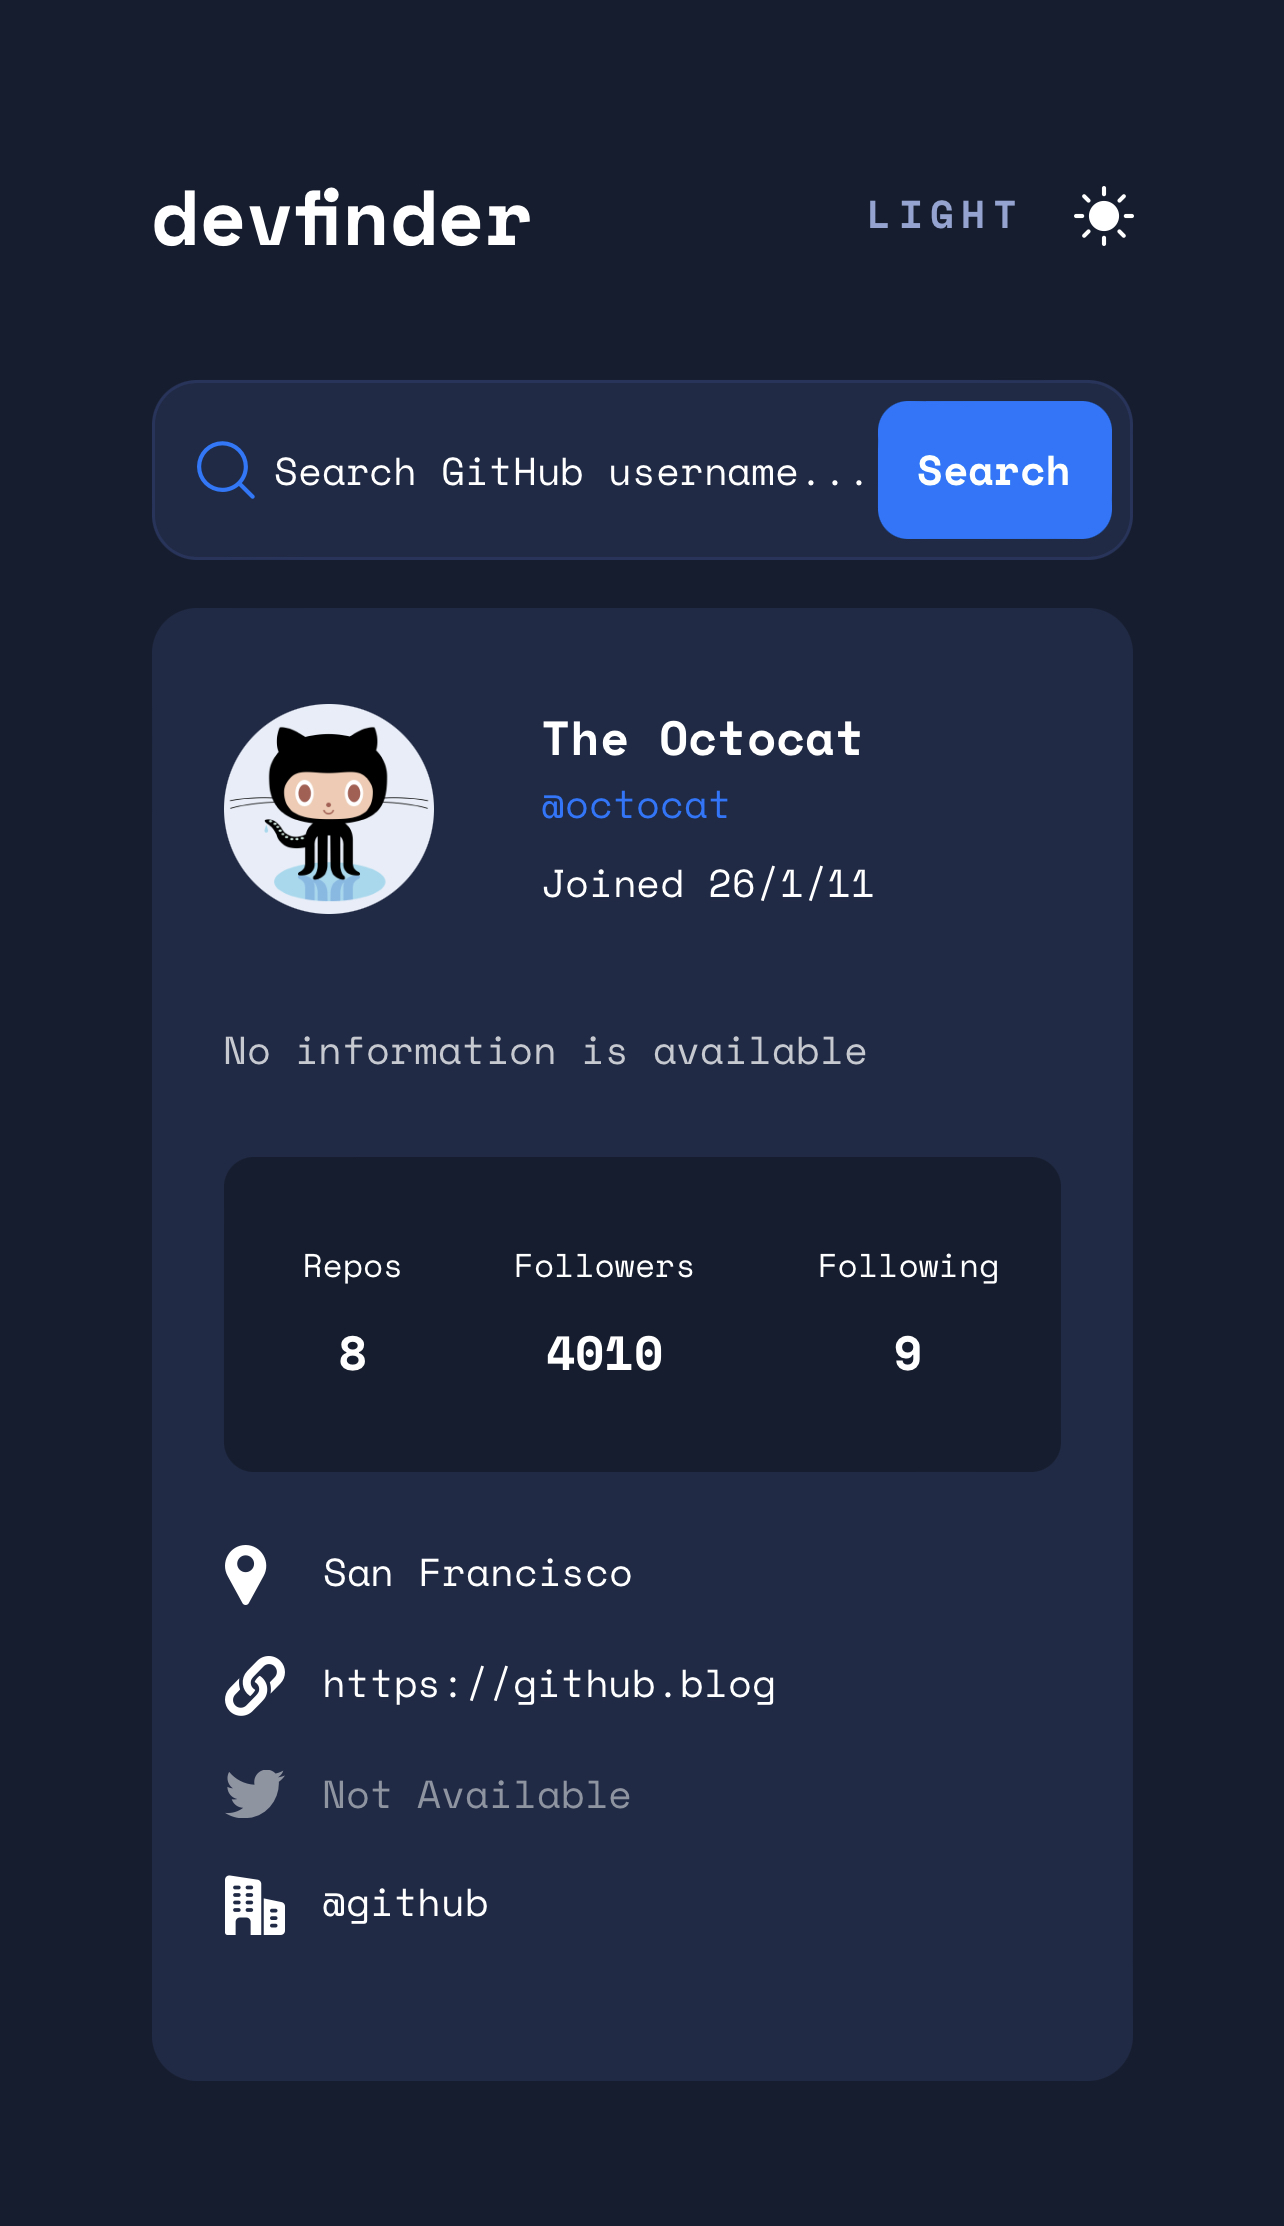 devfinder
LIGHT
Search GitHub username...
Search
The Octocat
@octocat
Joined 26/1/11
No information is available
Repos Followers Following
8 4010 9
San Francisco
https://github.blog
Not Available
@github